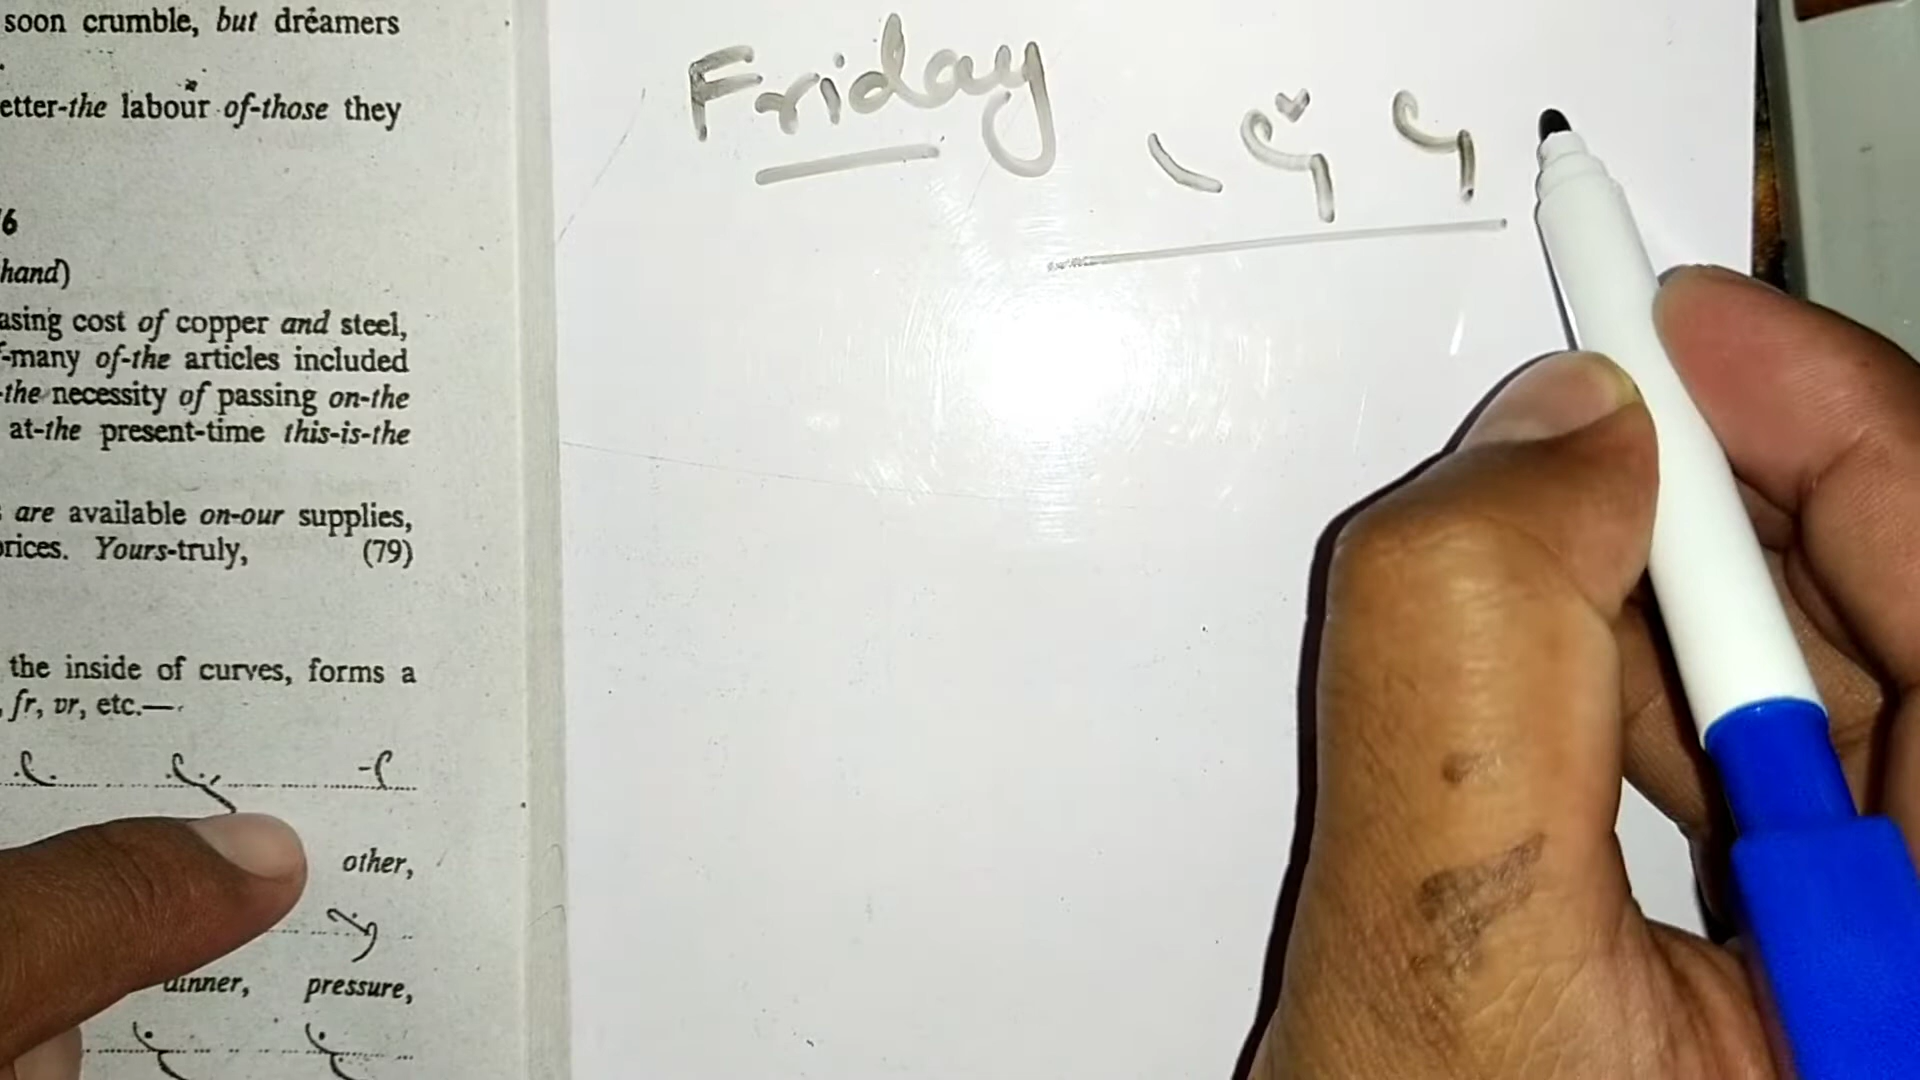 soon crumble, but dreamers
etter-the labour of-those they
6
hand)
asing cost of copper and steel,
-many of-the articles included
-the necessity of passing on-the
at-the present-time this-is-the
are available on-our supplies,
rices. Yours-truly, (79)
the inside of curves, forms a
, fr, vr, etc.—
other,
dinner, pressure,
Friday